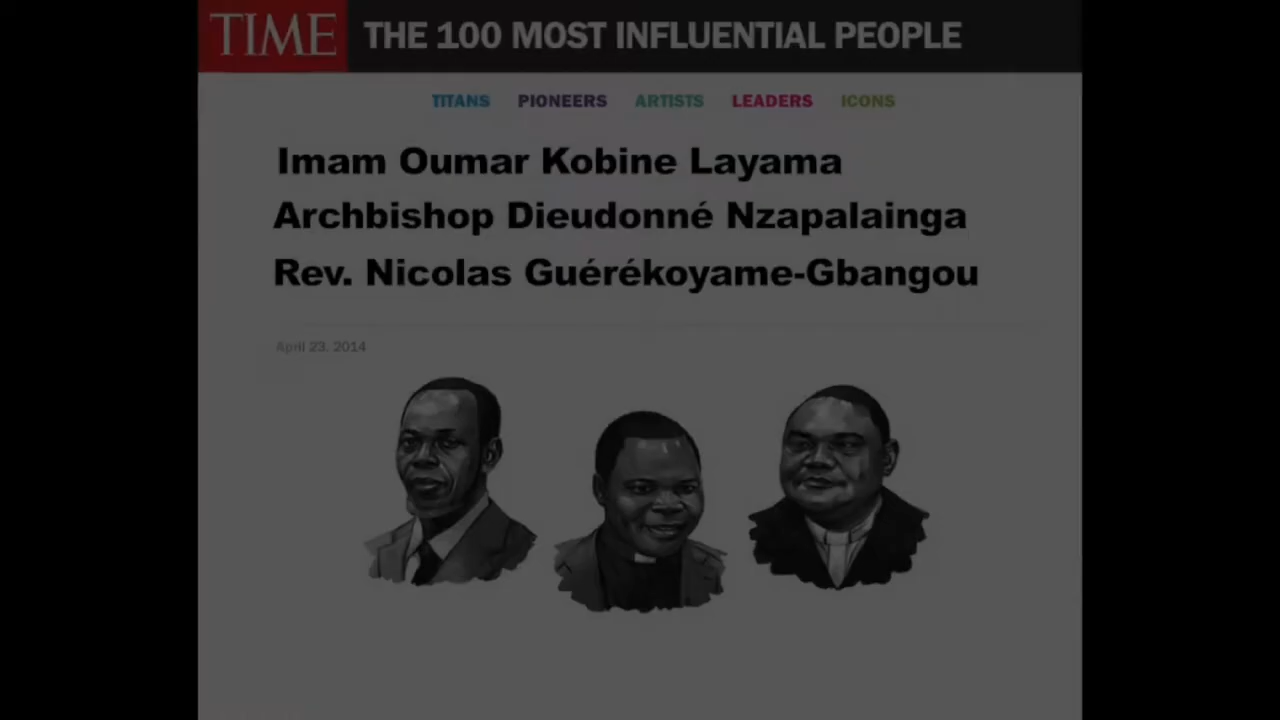 TIME THE 100 MOST INFLUENTIAL PEOPLE
TITANS PIONEERS ARTISTS LEADERS ICONS
Imam Oumar Kobine Layama
Archbishop Dieudonné Nzapalainga
Rev. Nicolas Guérékoyame-Gbangou
April 23, 2014